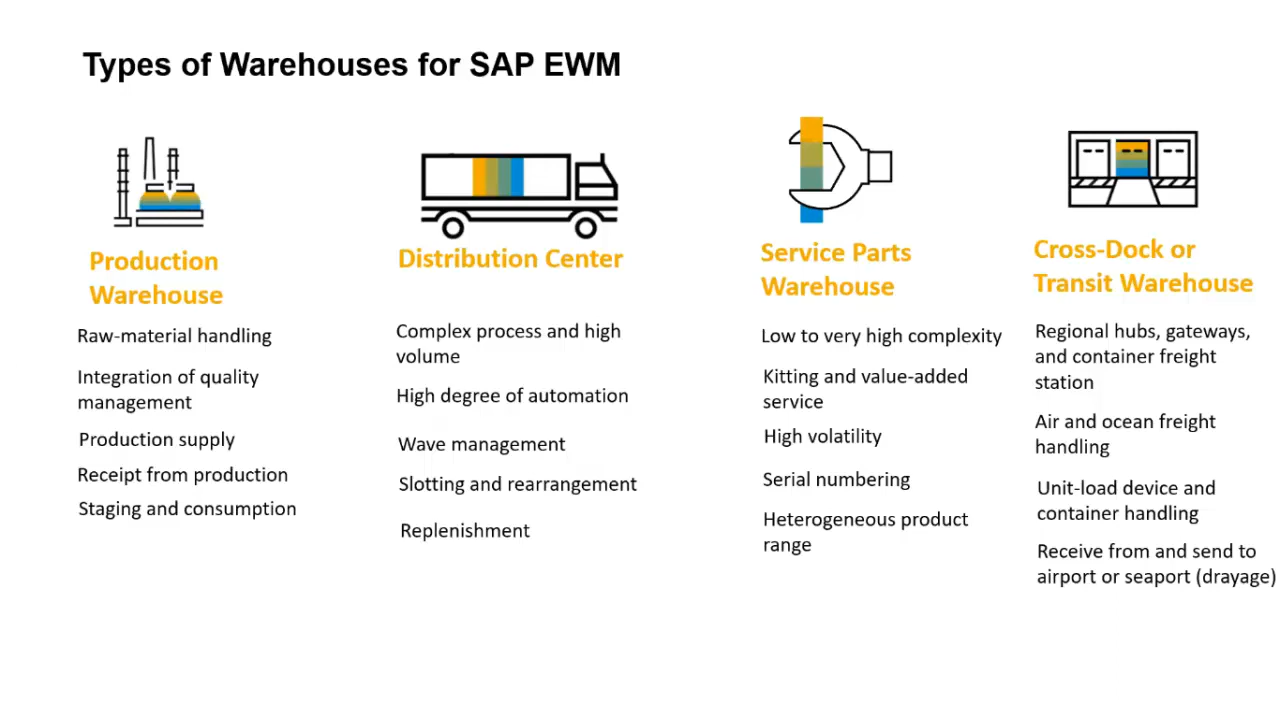 Types of Warehouses for SAP EWM
Production
Warehouse
Raw-material handling
Integration of quality
management
Production supply
Receipt from production
Staging and consumption
Distribution Center
Complex process and high
volume
High degree of automation
Wave management
Slotting and rearrangement
Replenishment
Service Parts
Warehouse
Low to very high complexity
Kitting and value-added
service
High volatility
Serial numbering
Heterogeneous product
range
Cross-Dock or
Transit Warehouse
Regional hubs, gateways,
and container freight
station
Air and ocean freight
handling
Unit-load device and
container handling
Receive from and send to
airport or seaport (drayage)